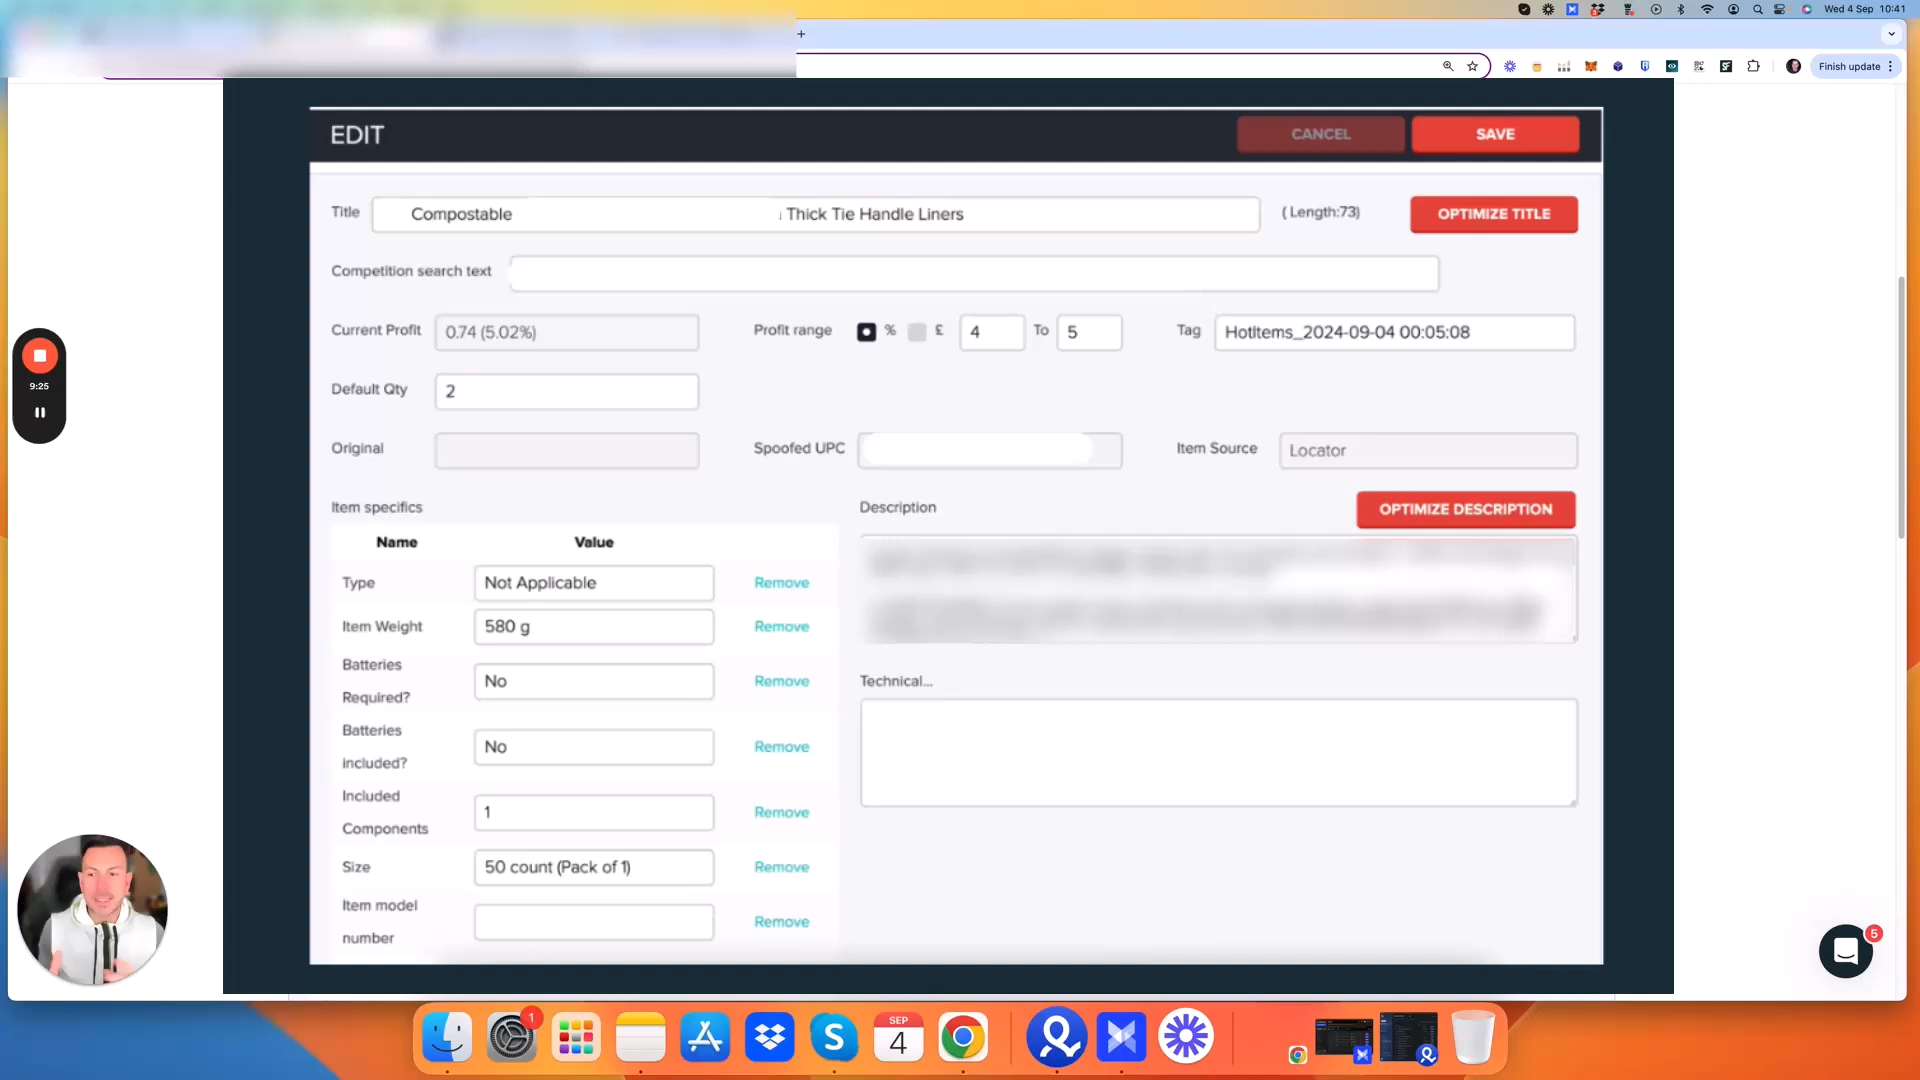 Wed 4 Sep 10:41
Finish update
EDIT
CANCEL
SAVE
Title
Compostable
Thick Tie Handle Liners
( Length:73)
OPTIMIZE TITLE
Competition search text
Current Profit
0.74 (5.02%)
Profit range
%
£
4
To
5
Tag
HotItems_2024-09-04 00:05:08
Default Qty
2
Original
Spoofed UPC
Item Source
Locator
Item specifics
Description
OPTIMIZE DESCRIPTION
Name
Value
Type
Not Applicable
Remove
Item Weight
580 g
Remove
Batteries
Required?
No
Remove
Batteries
included?
No
Remove
Included
Components
1
Remove
Size
50 count (Pack of 1)
Remove
Item model
number
Remove
Technical...
9:25
5
1
SEP
4